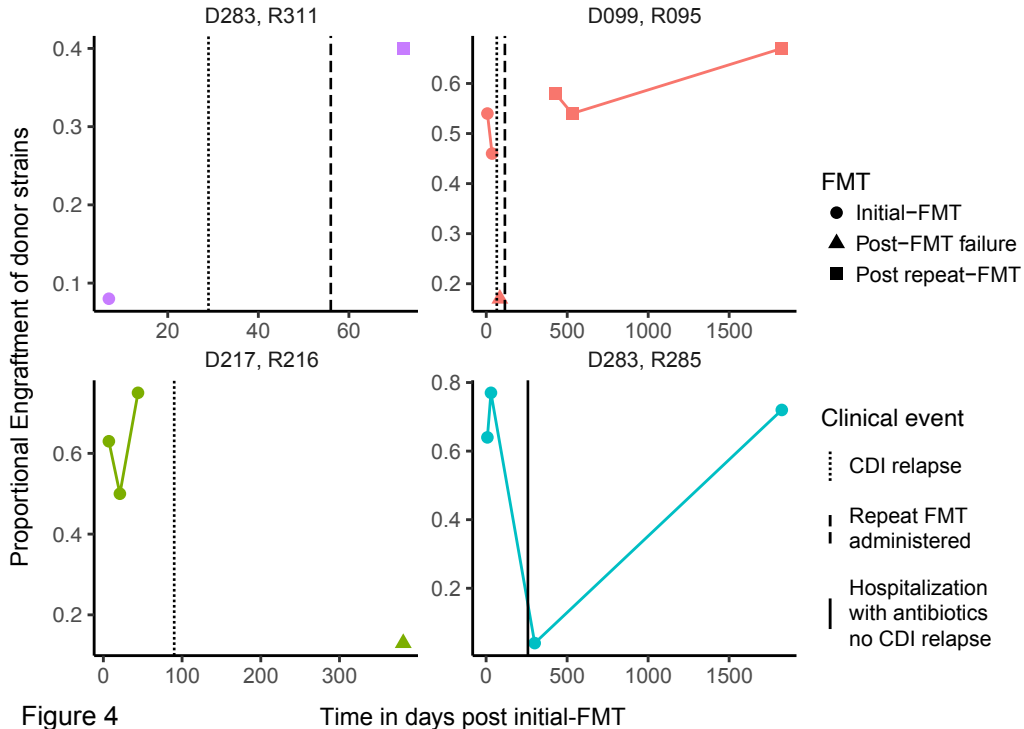 D283, R311
D099, R095
Proportional Engraftment of donor strains
0.4
0.3
0.2
0.1
20
40
60
0.6
0.5
0.4
0.3
0.2
0
500
1000
1500
FMT
Initial−FMT
Post−FMT failure
Post repeat−FMT
D217, R216
D283, R285
0.6
0.4
0.2
0
100
200
300
0.8
0.6
0.4
0.2
0
500
1000
1500
Clinical event
CDI relapse
Repeat FMT
administered
Hospitalization
with antibiotics
no CDI relapse
Figure 4
Time in days post initial-FMT